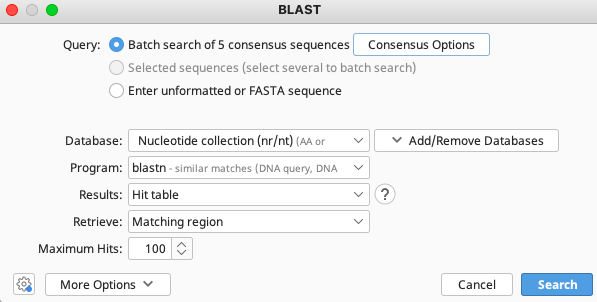 BLAST
Query: Batch search of 5 consensus sequences Consensus Options
Selected sequences (select several to batch search)
Enter unformatted or FASTA sequence
Database: Nucleotide collection (nr/nt) (AA or Add/Remove Databases
Program: blastn - similar matches (DNA query, DNA
Results: Hit table ?
Retrieve: Matching region
Maximum Hits: 100
More Options Cancel Search